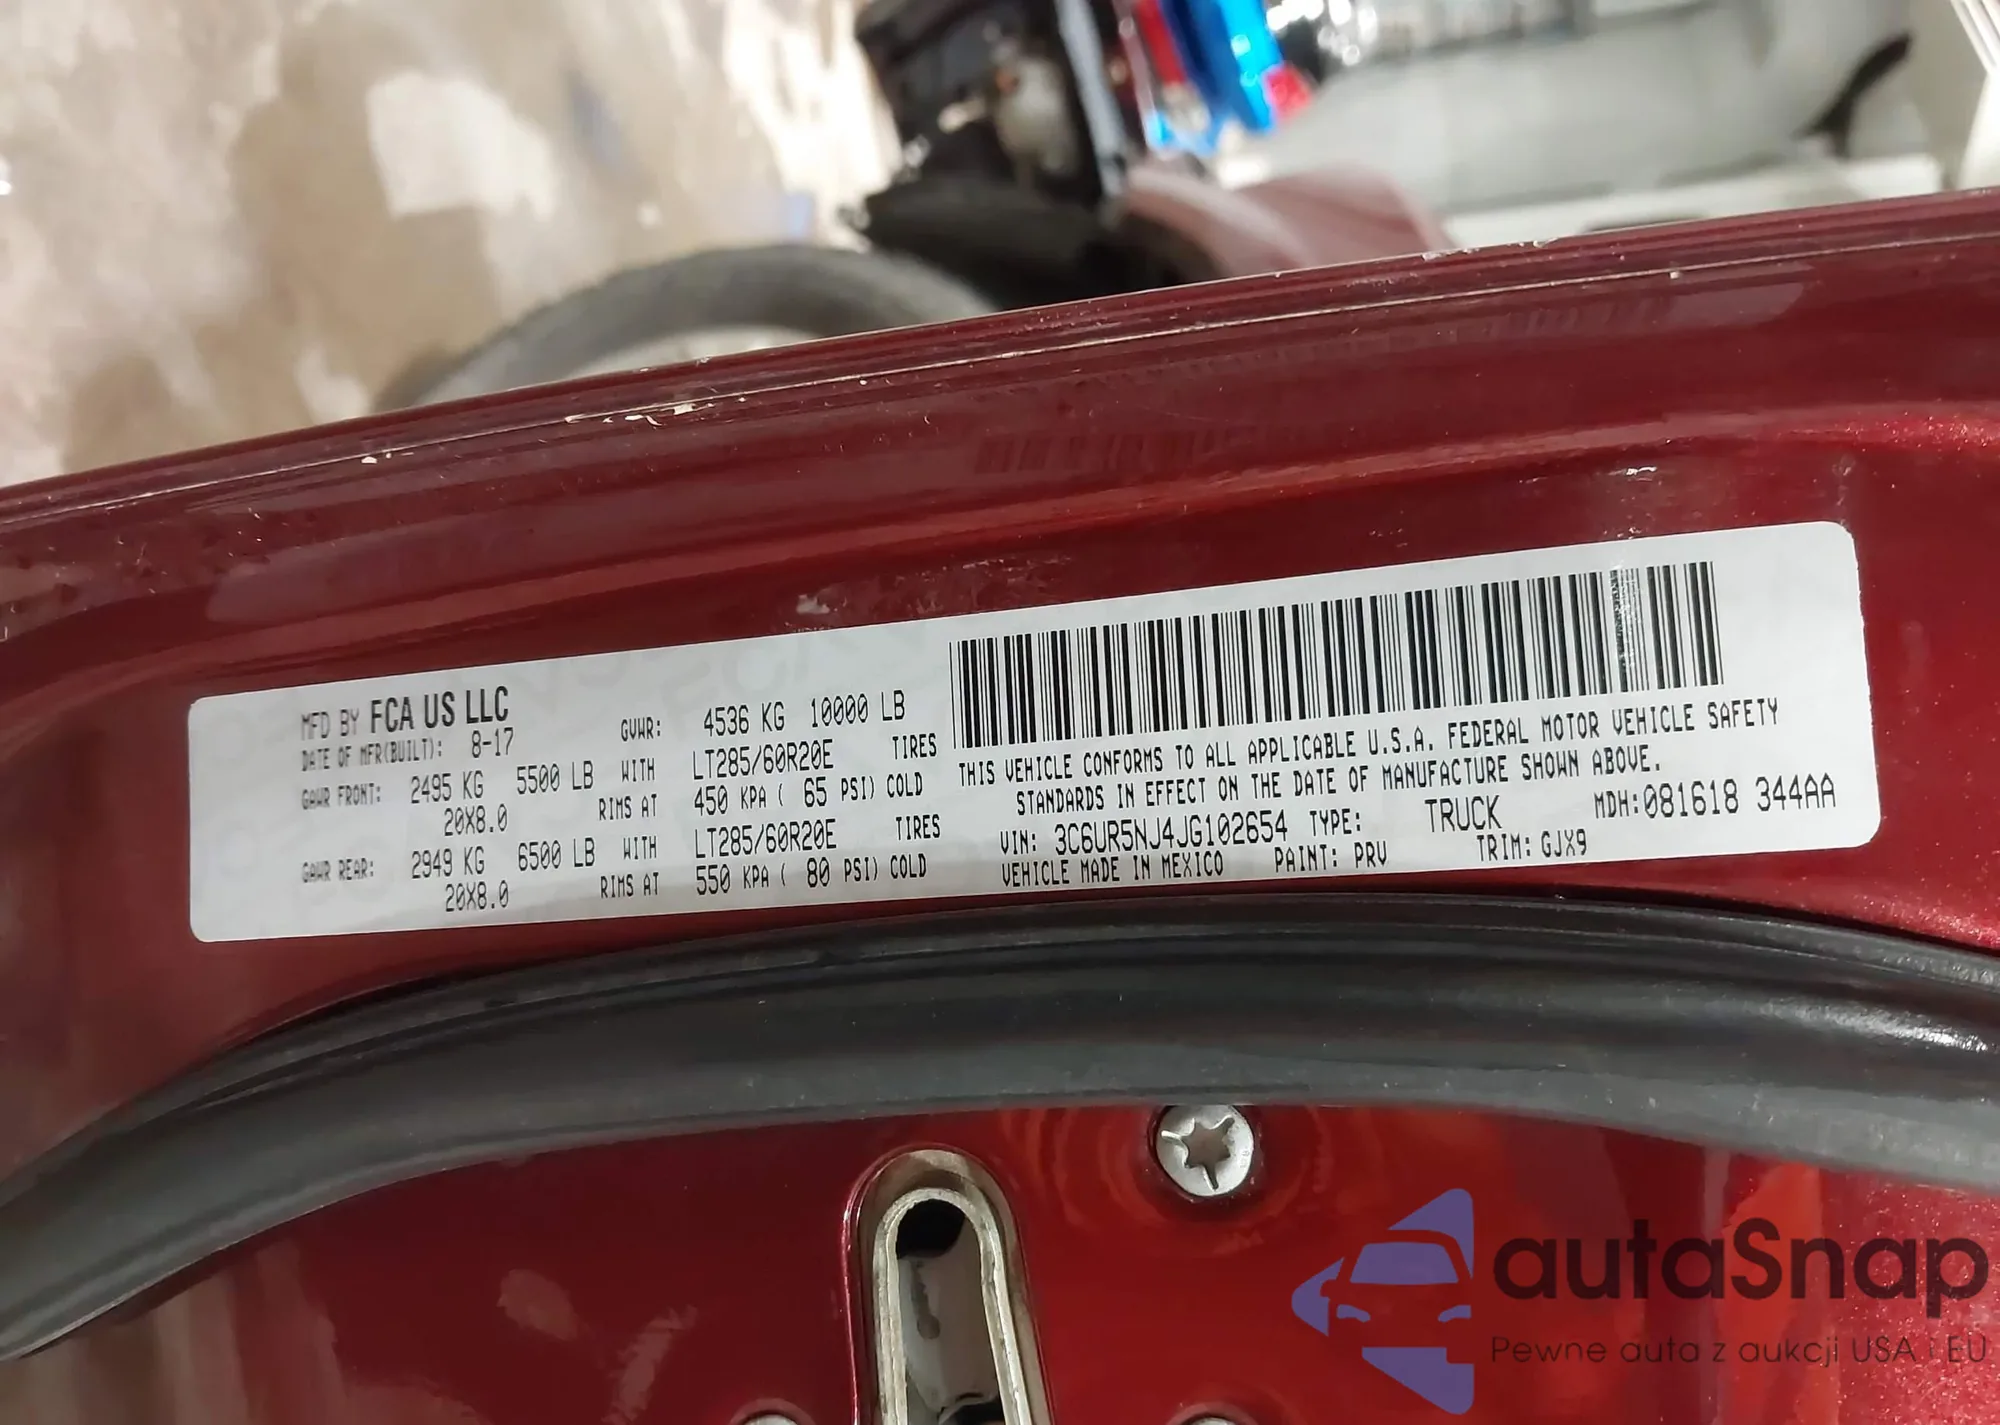 MFD BY FCA US LLC
DATE OF MFR(BUILT): 8-17
GVWR: 4536 KG 10000 LB
GAWR FRONT: 2495 KG 5500 LB WITH LT285/60R20E TIRES
20X8.0 RIMS AT 450 KPA ( 65 PSI) COLD
GAWR REAR: 2949 KG 6500 LB WITH LT285/60R20E TIRES
20X8.0 RIMS AT 550 KPA ( 80 PSI) COLD
THIS VEHICLE CONFORMS TO ALL APPLICABLE U.S.A. FEDERAL MOTOR VEHICLE SAFETY
STANDARDS IN EFFECT ON THE DATE OF MANUFACTURE SHOWN ABOVE.
VIN: 3C6UR5NJ4JG102654 TYPE: TRUCK MDH:081618 344AA
VEHICLE MADE IN MEXICO PAINT: PRV TRIM: GJX9
autaSnap
Pewne auta z aukcji USA i EU